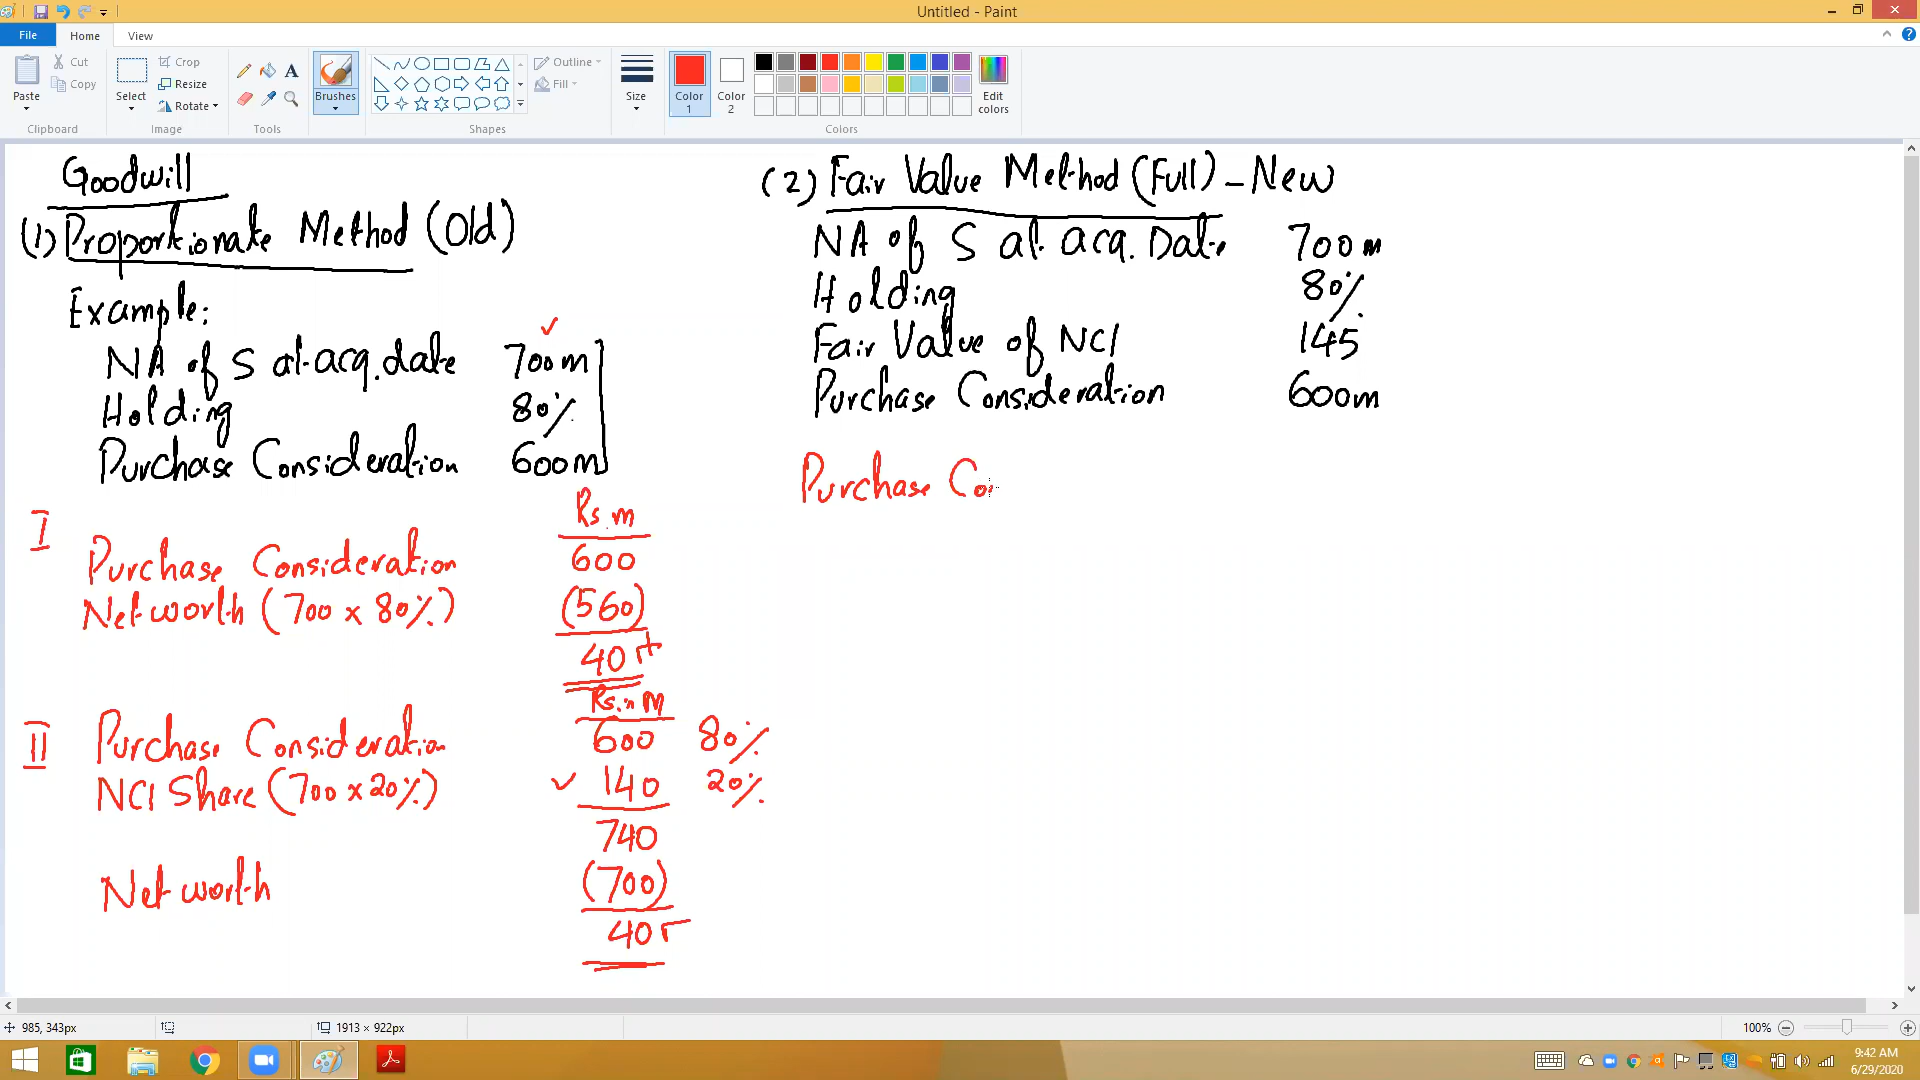 Untitled - Paint
File Home View
Paste
Cut
Copy
Clipboard
Select
Crop
Resize
Rotate
Image
Tools
Brushes
Shapes
Outline
Fill
Size
Color 1
Color 2
Edit colors
Colors
Goodwill
(1) Proportionate Method (Old)
Example:
NA of S at acq. date 700m
Holding 80%
Purchase Consideration 600m
I
Rs.m
Purchase Consideration 600
Net worth (700 x 80%) (560)
40
II
Rs. m
Purchase Consideration 600 80%
NCI Share (700 x 20%) 140 20%
740
Net worth (700)
40
(2) Fair Value Method (Full) - New
NA of S at acq. Date 700m
Holding 80%
Fair Value of NCI 145
Purchase Consideration 600m
Purchase Con
985, 343px
1913 × 922px
100%
9:42 AM
6/29/2020